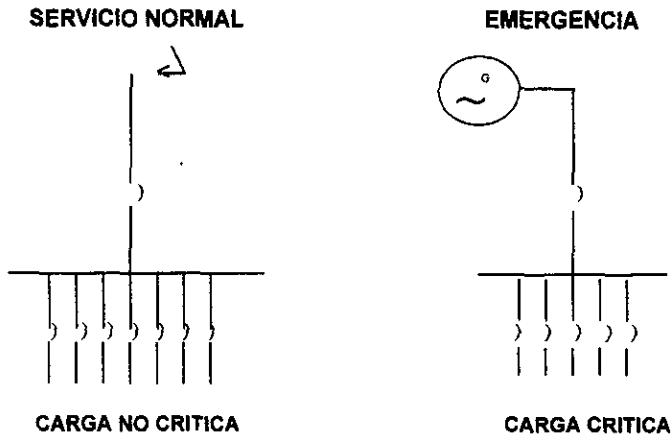 SERVICIO NORMAL
EMERGENCIA
G
CARGA NO CRITICA
CARGA CRITICA